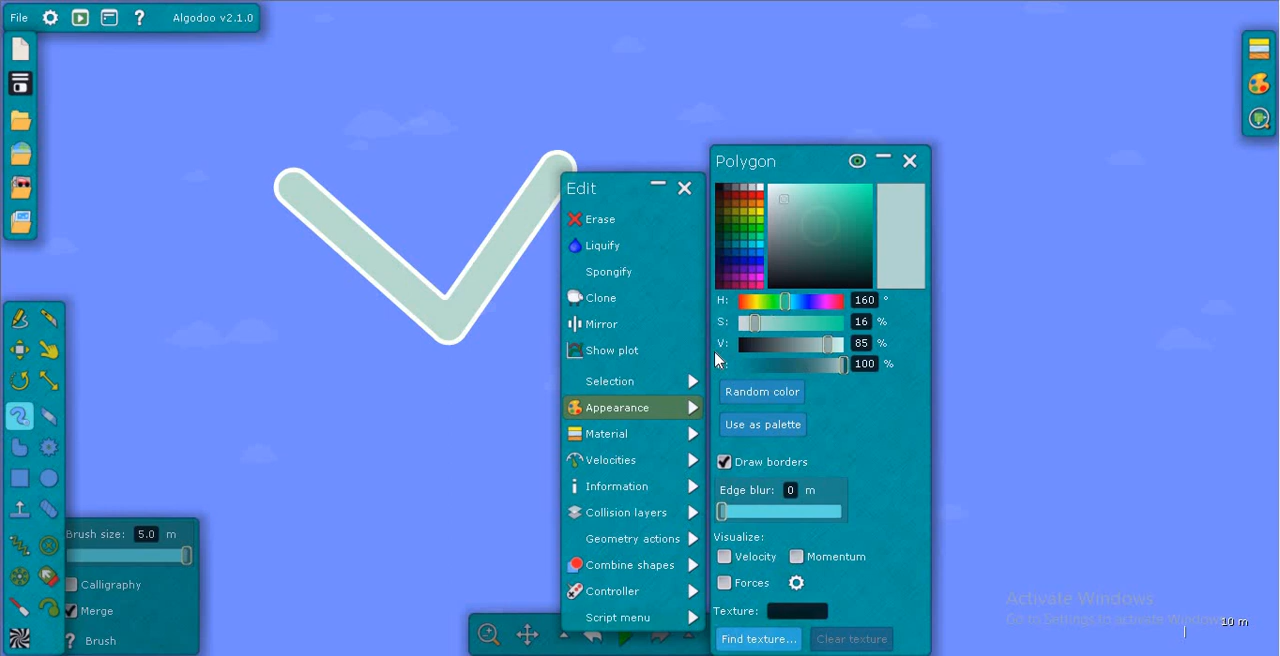 File
Algodoo v2.1.0
Polygon
Edit
Erase
Liquify
Spongify
Clone
Mirror
Show plot
Selection
Appearance
Material
Velocities
Information
Collision layers
Geometry actions
Combine shapes
Controller
Script menu
H: 160 °
S: 16 %
V: 85 %
100 %
Random color
Use as palette
Draw borders
Edge blur: 0 m
Visualize:
Velocity Momentum
Forces
Texture:
Find texture... Clear texture
Brush size: 5.0 m
Calligraphy
Merge
Brush
Activate Windows
Go to Settings to activate Windows
10 m